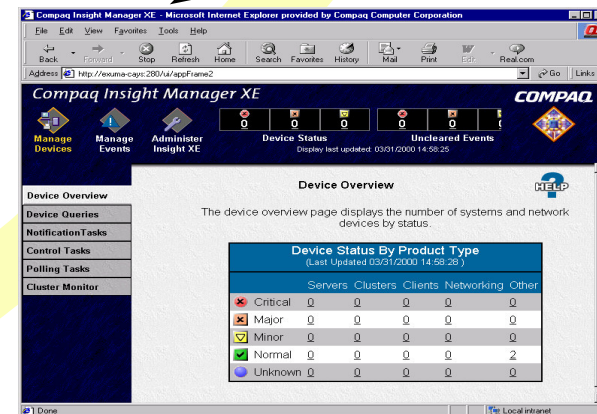 Compaq Insight Manager XE - Microsoft Internet Explorer provided by Compaq Computer Corporation
File Edit View Favorites Tools Help
Back Forward Stop Refresh Home Search Favorites History Mail Print Edit Real.com
Address http://exuma-cays:280/ui/appFrame2 Go Links
Compaq Insight Manager XE
COMPAQ
0 0 0 0 0
Manage Devices
Manage Events
Administer Insight XE
Device Status Uncleared Events
Display last updated: 03/31/2000 14:58:25
Device Overview
Device Queries
NotificationTasks
Control Tasks
Polling Tasks
Cluster Monitor
Device Overview
HELP
The device overview page displays the number of systems and network
devices by status.
Device Status By Product Type
(Last Updated 03/31/2000 14:58:28 )
Servers Clusters Clients Networking Other
Critical 0 0 0 0 0
Major 0 0 0 0 0
Minor 0 0 0 0 0
Normal 0 0 0 0 2
Unknown 0 0 0 0 0
Done Local intranet